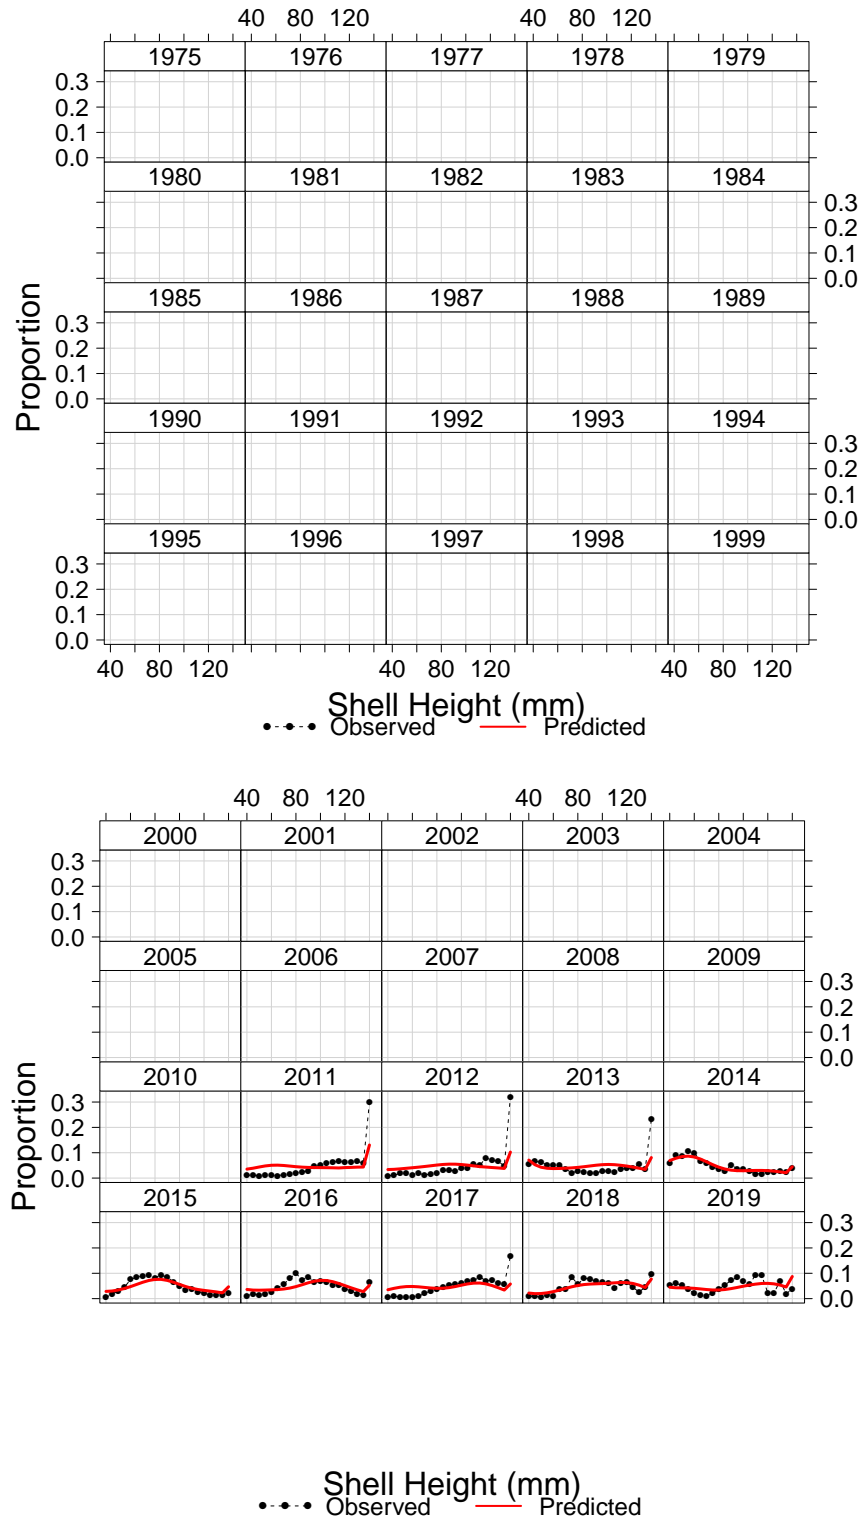 40 80 120 40 80 120
1975 1976 1977 1978 1979
0.3
0.2
0.1
0.0
1980 1981 1982 1983 1984
0.3
0.2
0.1
0.0
1985 1986 1987 1988 1989
0.3
0.2
0.1
0.0
1990 1991 1992 1993 1994
0.3
0.2
0.1
0.0
1995 1996 1997 1998 1999
0.3
0.2
0.1
0.0
40 80 120 40 80 120 40 80 120
Proportion
Shell Height (mm)
Observed Predicted
40 80 120 40 80 120
2000 2001 2002 2003 2004
0.3
0.2
0.1
0.0
2005 2006 2007 2008 2009
0.3
0.2
0.1
0.0
2010 2011 2012 2013 2014
0.3
0.2
0.1
0.0
2015 2016 2017 2018 2019
0.3
0.2
0.1
0.0
Proportion
Shell Height (mm)
Observed Predicted